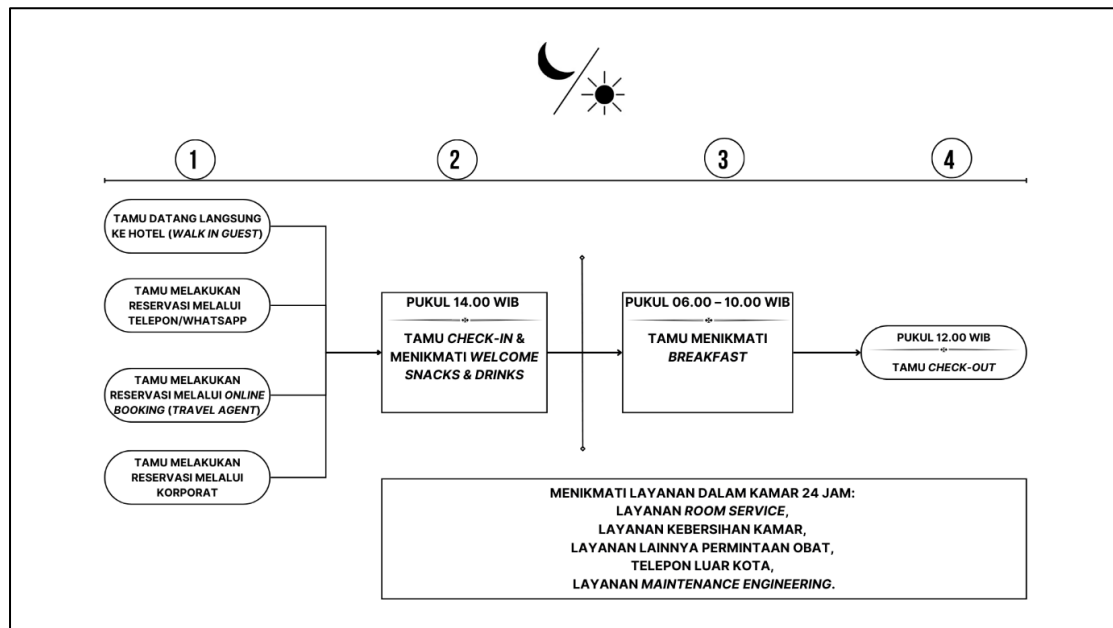 1
2
3
4
TAMU DATANG LANGSUNG
KE HOTEL (WALK IN GUEST)
TAMU MELAKUKAN
RESERVASI MELALUI
TELEPON/WHATSAPP
TAMU MELAKUKAN
RESERVASI MELALUI ONLINE
BOOKING (TRAVEL AGENT)
TAMU MELAKUKAN
RESERVASI MELALUI
KORPORAT
PUKUL 14.00 WIB
TAMU CHECK-IN &
MENIKMATI WELCOME
SNACKS & DRINKS
PUKUL 06.00 – 10.00 WIB
TAMU MENIKMATI
BREAKFAST
PUKUL 12.00 WIB
TAMU CHECK-OUT
MENIKMATI LAYANAN DALAM KAMAR 24 JAM:
LAYANAN ROOM SERVICE,
LAYANAN KEBERSIHAN KAMAR,
LAYANAN LAINNYA PERMINTAAN OBAT,
TELEPON LUAR KOTA,
LAYANAN MAINTENANCE ENGINEERING.